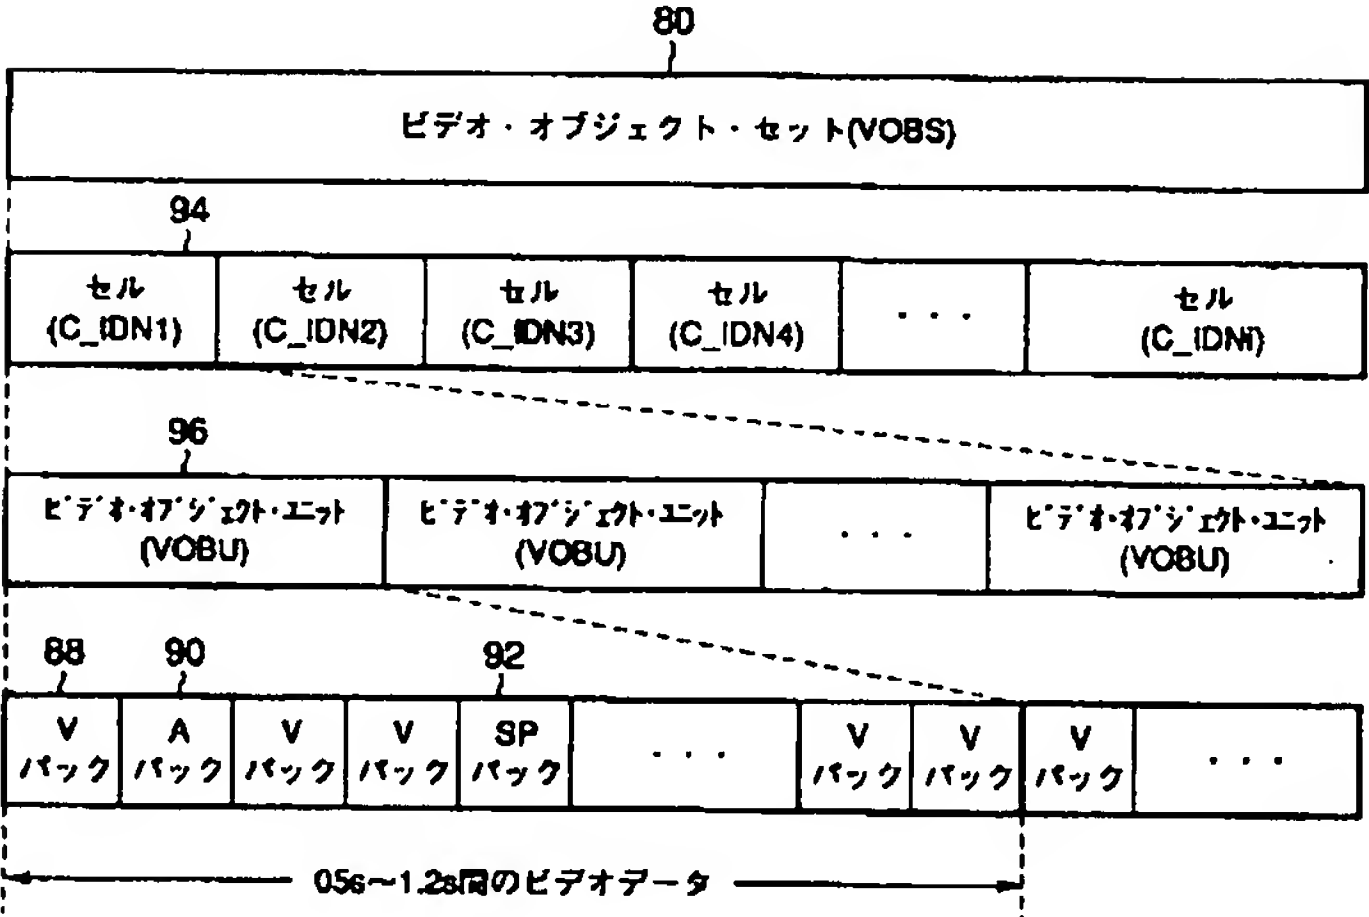 80
ビデオ・オブジェクト・セット(VOBS)
94
セル
(C_IDN1)
セル
(C_IDN2)
セル
(C_IDN3)
セル
(C_IDN4)
・・・
セル
(C_IDNi)
96
ビデオ・オブジェクト・ユニット
(VOBU)
ビデオ・オブジェクト・ユニット
(VOBU)
・・・
ビデオ・オブジェクト・ユニット
(VOBU)
88
90
92
V
パック
A
パック
V
パック
V
パック
SP
パック
・・・
V
パック
V
パック
V
パック
・・・
05s～1.2s間のビデオデータ